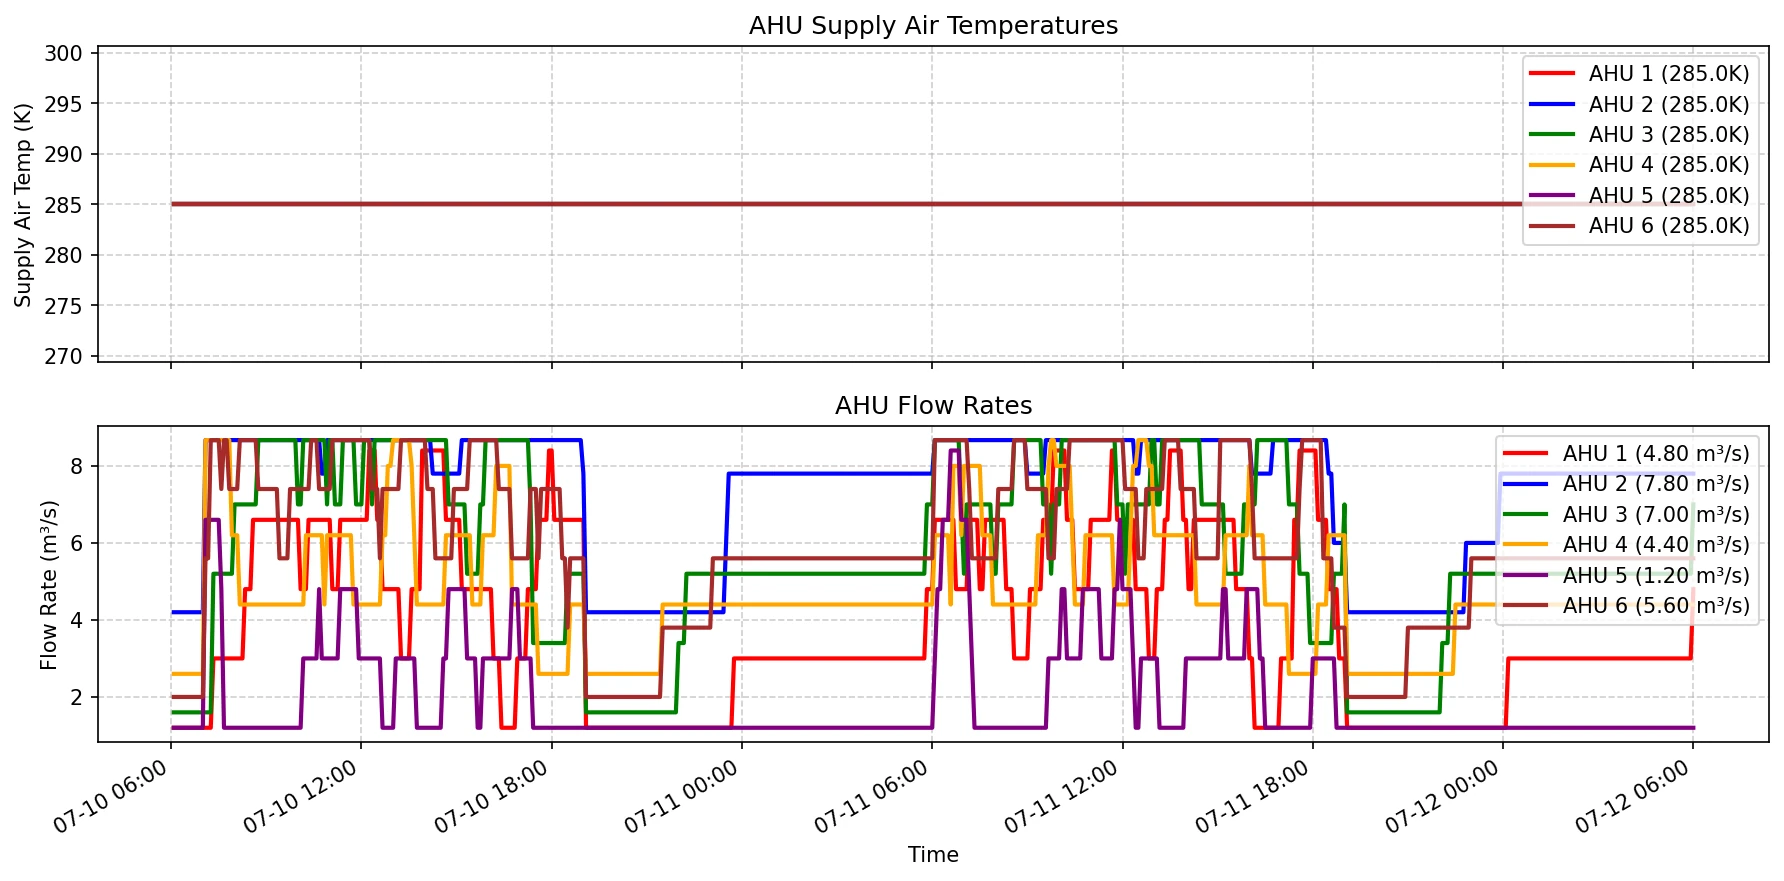 AHU Supply Air Temperatures
300
295
290
285
280
275
270
Supply Air Temp (K)
AHU 1 (285.0K)
AHU 2 (285.0K)
AHU 3 (285.0K)
AHU 4 (285.0K)
AHU 5 (285.0K)
AHU 6 (285.0K)
AHU Flow Rates
8
6
4
2
Flow Rate (m³/s)
AHU 1 (4.80 m³/s)
AHU 2 (7.80 m³/s)
AHU 3 (7.00 m³/s)
AHU 4 (4.40 m³/s)
AHU 5 (1.20 m³/s)
AHU 6 (5.60 m³/s)
07-10 06:00
07-10 12:00
07-10 18:00
07-11 00:00
07-11 06:00
07-11 12:00
07-11 18:00
07-12 00:00
07-12 06:00
Time